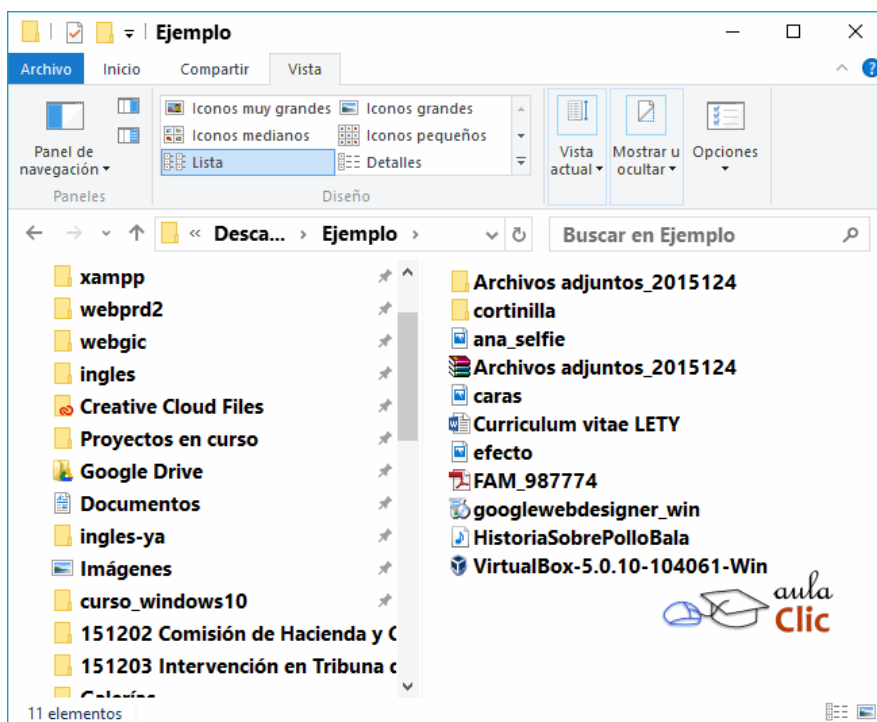 Ejemplo
Archivo Inicio Compartir Vista
Iconos muy grandes Iconos grandes
Iconos medianos Iconos pequeños
Lista Detalles
Panel de navegación
Vista actual
Mostrar u ocultar
Opciones
Paneles Diseño
« Desca... › Ejemplo ›
Buscar en Ejemplo
xampp
webprd2
webgic
ingles
Creative Cloud Files
Proyectos en curso
Google Drive
Documentos
ingles-ya
Imágenes
curso_windows10
151202 Comisión de Hacienda y
151203 Intervención en Tribuna
Galerías
Archivos adjuntos_2015124
cortinilla
ana_selfie
Archivos adjuntos_2015124
caras
Curriculum vitae LETY
efecto
FAM_987774
googlewebdesigner_win
HistoriaSobrePolloBala
VirtualBox-5.0.10-104061-Win
aula
Clic
11 elementos